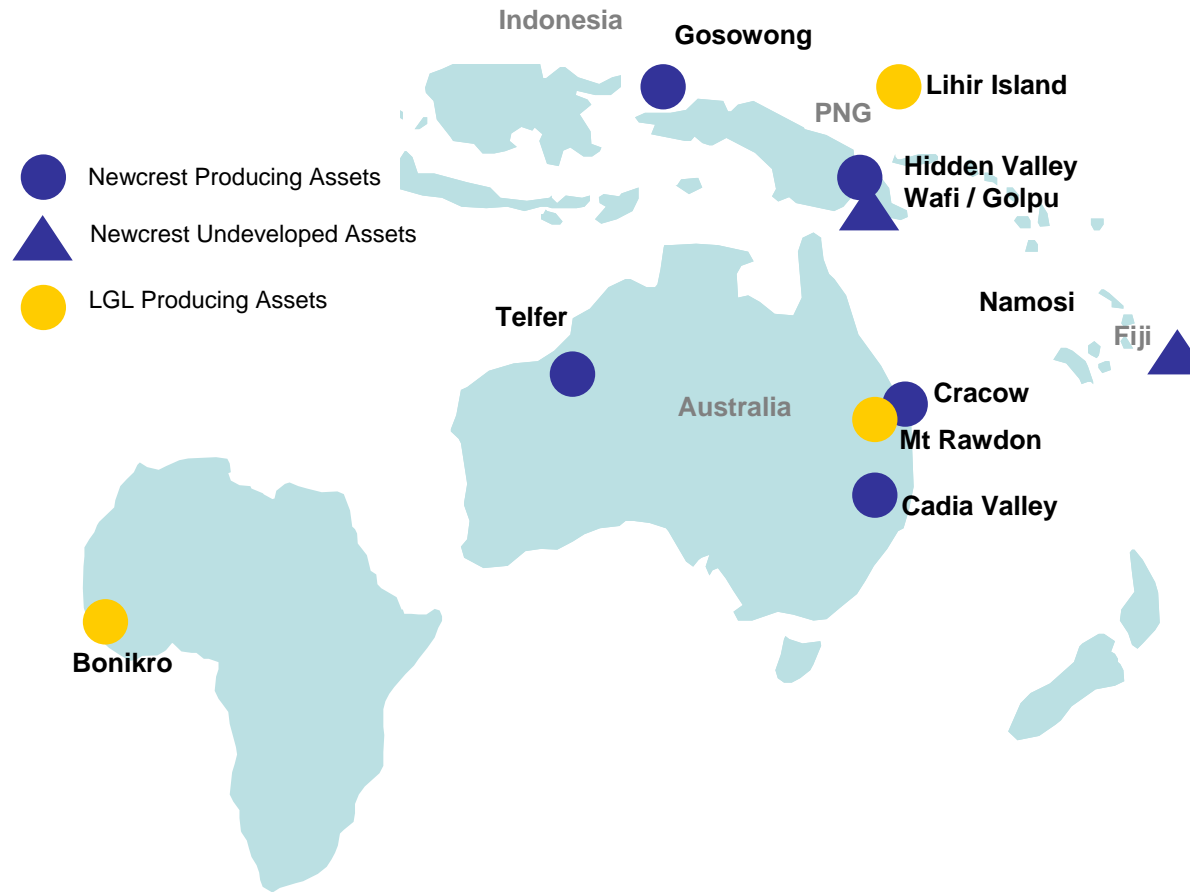 Indonesia
Gosowong
Lihir Island
PNG
Hidden Valley
Wafi / Golpu
Newcrest Producing Assets
Newcrest Undeveloped Assets
LGL Producing Assets
Namosi
Fiji
Telfer
Australia
Cracow
Mt Rawdon
Cadia Valley
Bonikro